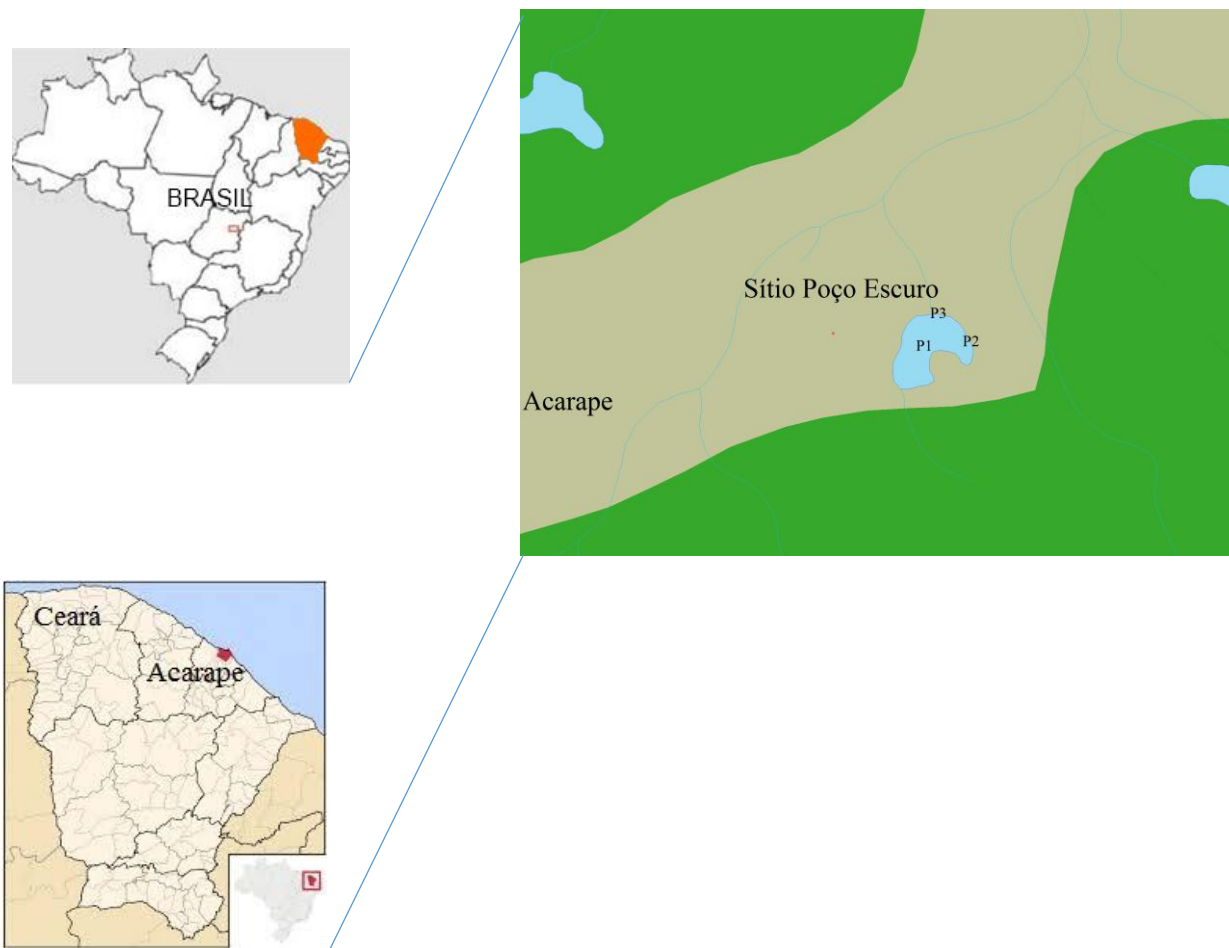 BRASIL
Sítio Poço Escuro
P3
P1
P2
Acarape
Ceará
Acarape